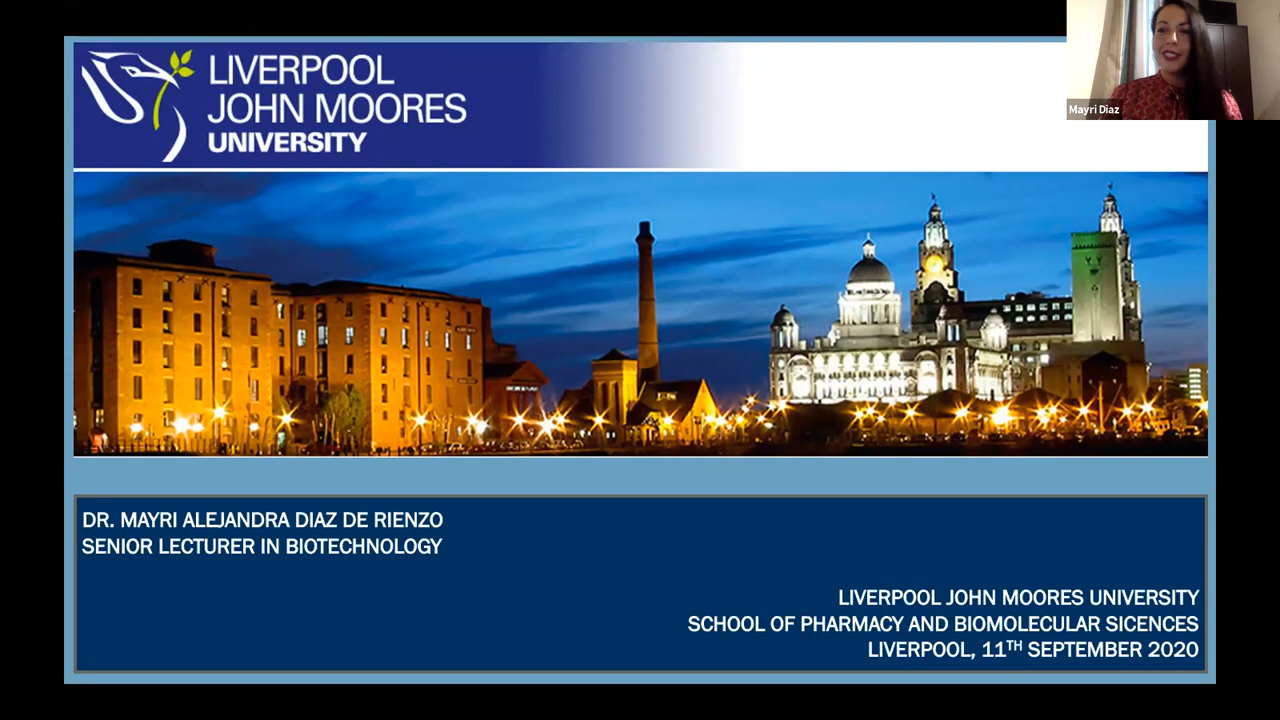 LIVERPOOL
JOHN MOORES
UNIVERSITY
Mayri Diaz
DR. MAYRI ALEJANDRA DIAZ DE RIENZO
SENIOR LECTURER IN BIOTECHNOLOGY
LIVERPOOL JOHN MOORES UNIVERSITY
SCHOOL OF PHARMACY AND BIOMOLECULAR SICENCES
LIVERPOOL, 11TH SEPTEMBER 2020